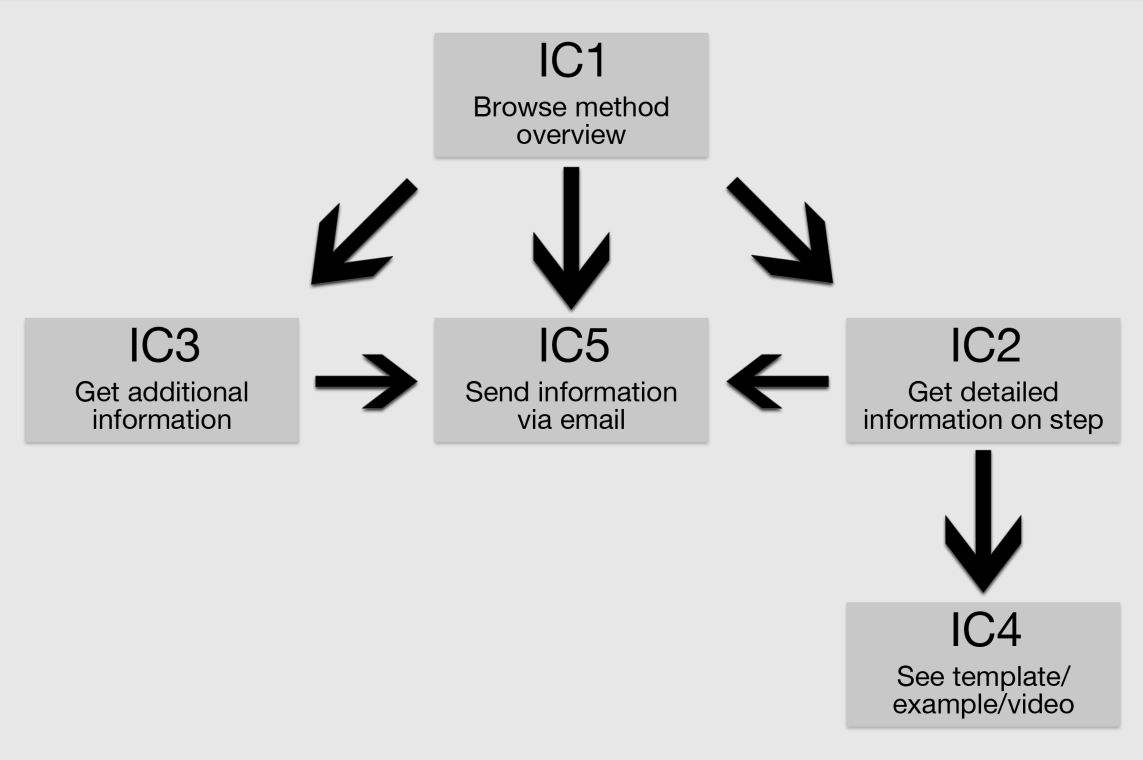 IC1
Browse method
overview
IC3
Get additional
information
IC5
Send information
via email
IC2
Get detailed
information on step
IC4
See template/
example/video